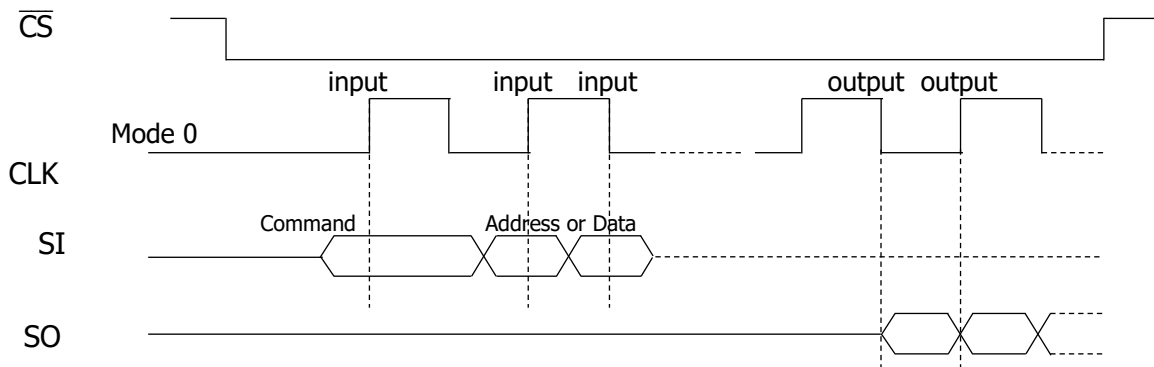 CS
input input input output output
Mode 0
CLK
Command Address or Data
SI
SO